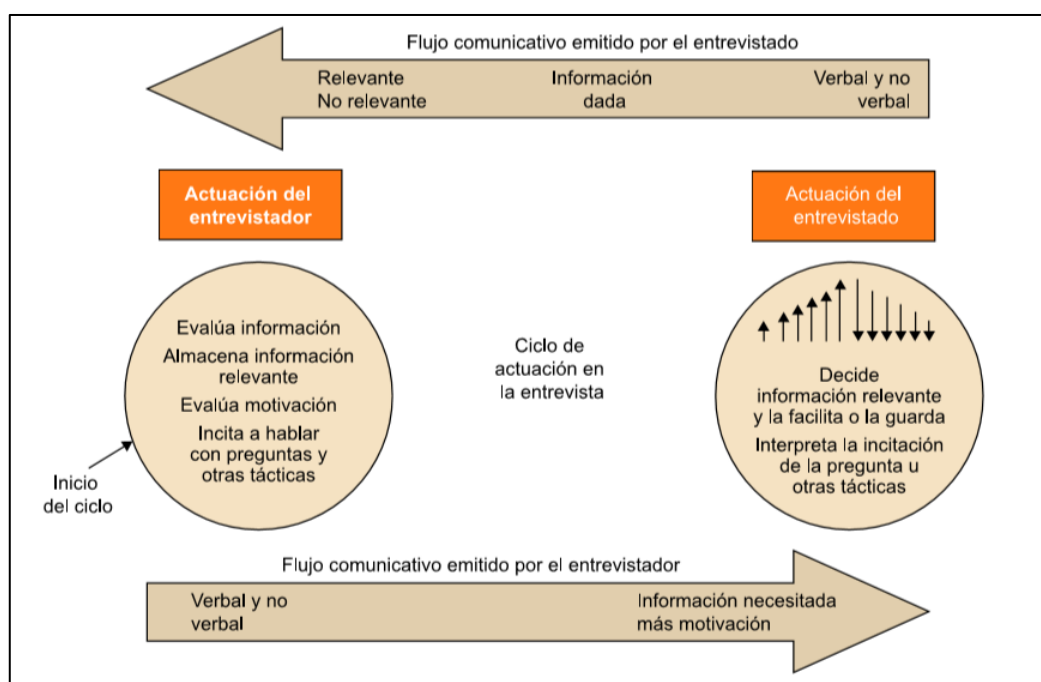 Flujo comunicativo emitido por el entrevistado
Relevante
No relevante
Información
dada
Verbal y no
verbal
Actuación del
entrevistador
Actuación del
entrevistado
Evalúa información
Almacena información
relevante
Evalúa motivación
Incita a hablar
con preguntas y
otras tácticas
Inicio
del ciclo
Ciclo de
actuación en
la entrevista
Decide
información relevante
y la facilita o la guarda
Interpreta la incitación
de la pregunta u
otras tácticas
Flujo comunicativo emitido por el entrevistador
Verbal y no
verbal
Información necesitada
más motivación